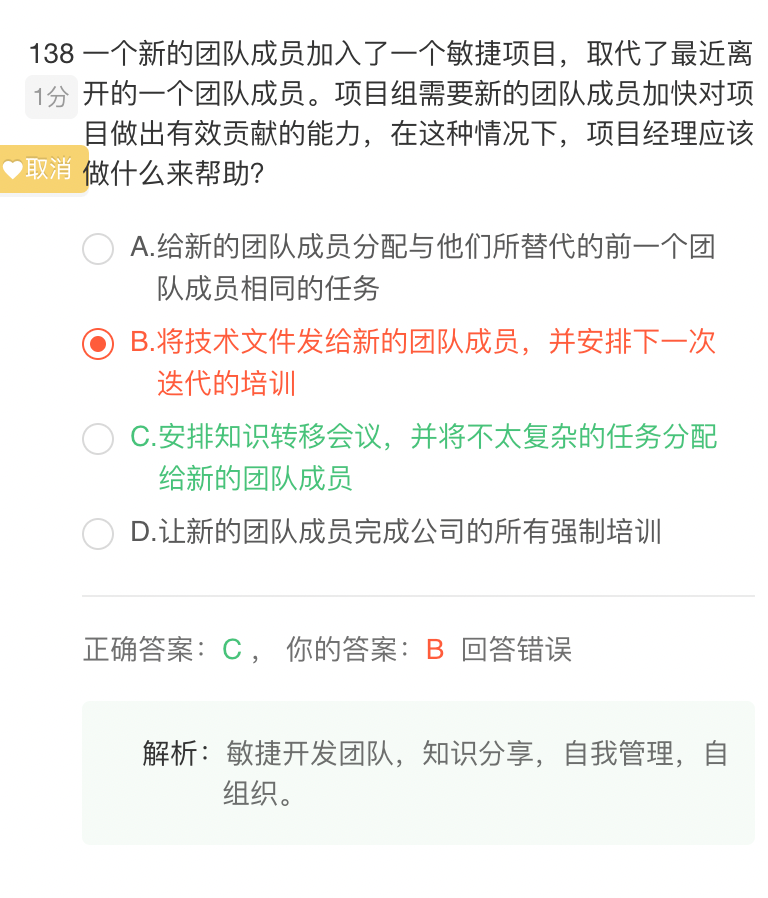 138 一个新的团队成员加入了一个敏捷项目，取代了最近离
1分 开的一个团队成员。项目组需要新的团队成员加快对项
目做出有效贡献的能力，在这种情况下，项目经理应该
取消 做什么来帮助?
A.给新的团队成员分配与他们所替代的前一个团
队成员相同的任务
B.将技术文件发给新的团队成员，并安排下一次
迭代的培训
C.安排知识转移会议，并将不太复杂的任务分配
给新的团队成员
D.让新的团队成员完成公司的所有强制培训
正确答案：C ， 你的答案：B 回答错误
解析：敏捷开发团队，知识分享，自我管理，自
组织。